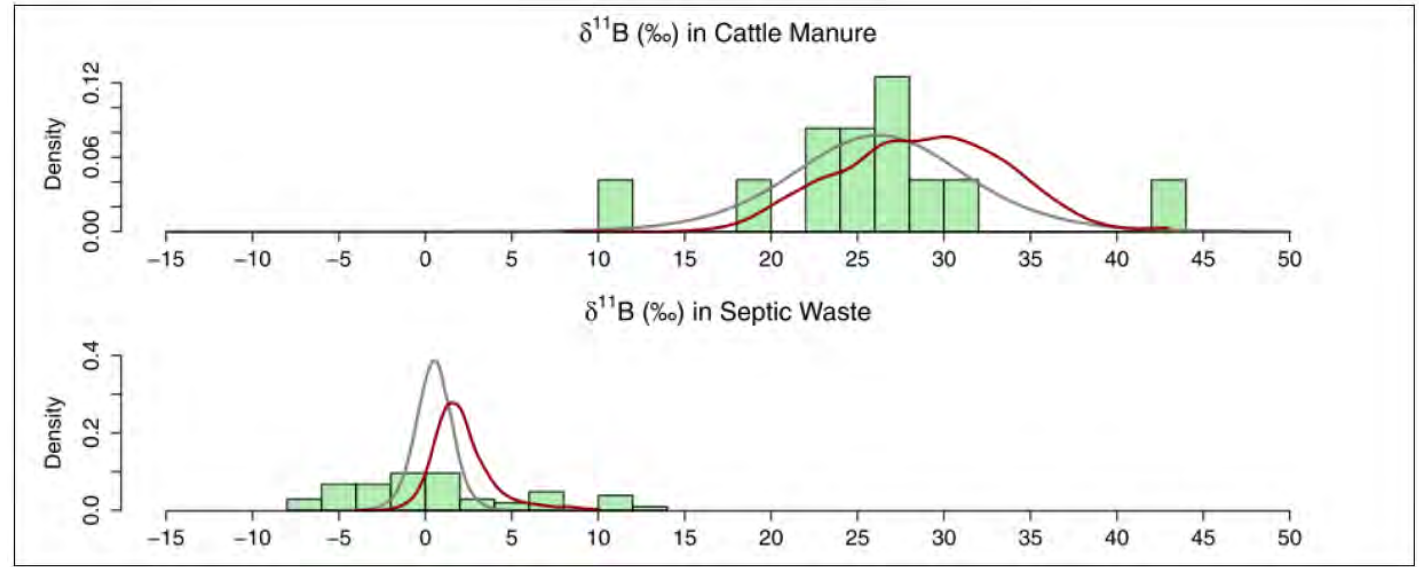 δ¹¹B (‰) in Cattle Manure
Density
0.00 0.06 0.12
−15 −10 −5 0 5 10 15 20 25 30 35 40 45 50
δ¹¹B (‰) in Septic Waste
Density
0.0 0.2 0.4
−15 −10 −5 0 5 10 15 20 25 30 35 40 45 50